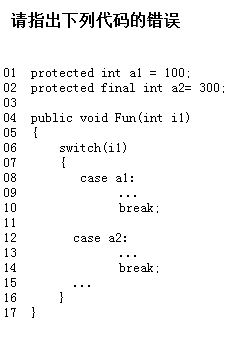 请指出下列代码的错误
01 protected int a1 = 100;
02 protected final int a2= 300;
03
04 public void Fun(int i1)
05 {
06 switch(i1)
07 {
08 case a1:
09 ...
10 break;
11
12 case a2:
13 ...
14 break;
15 ...
16 }
17 }